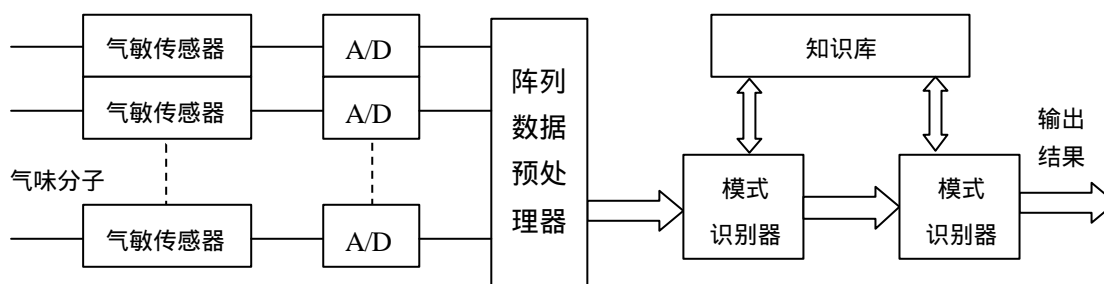 气敏传感器
A/D
气敏传感器
A/D
气味分子
气敏传感器
A/D
阵列
数据
预处
理器
知识库
模式
识别器
模式
识别器
输出
结果